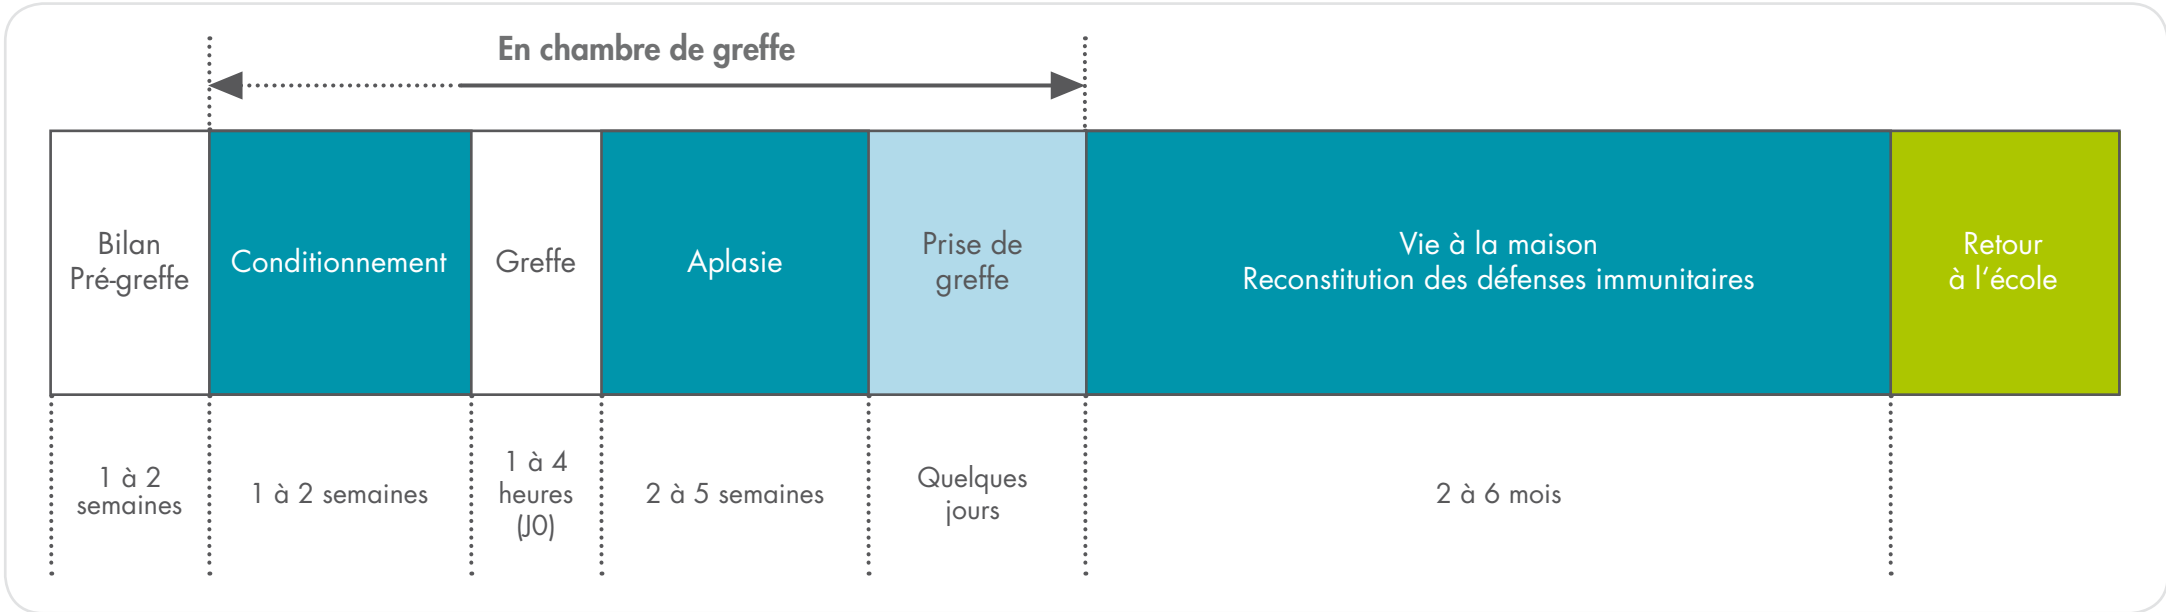 En chambre de greffe
Bilan
Pré-greffe
Conditionnement
Greffe
Aplasie
Prise de
greffe
Vie à la maison
Reconstitution des défenses immunitaires
Retour
à l'école
1 à 2
semaines
1 à 2 semaines
1 à 4
heures
(J0)
2 à 5 semaines
Quelques
jours
2 à 6 mois